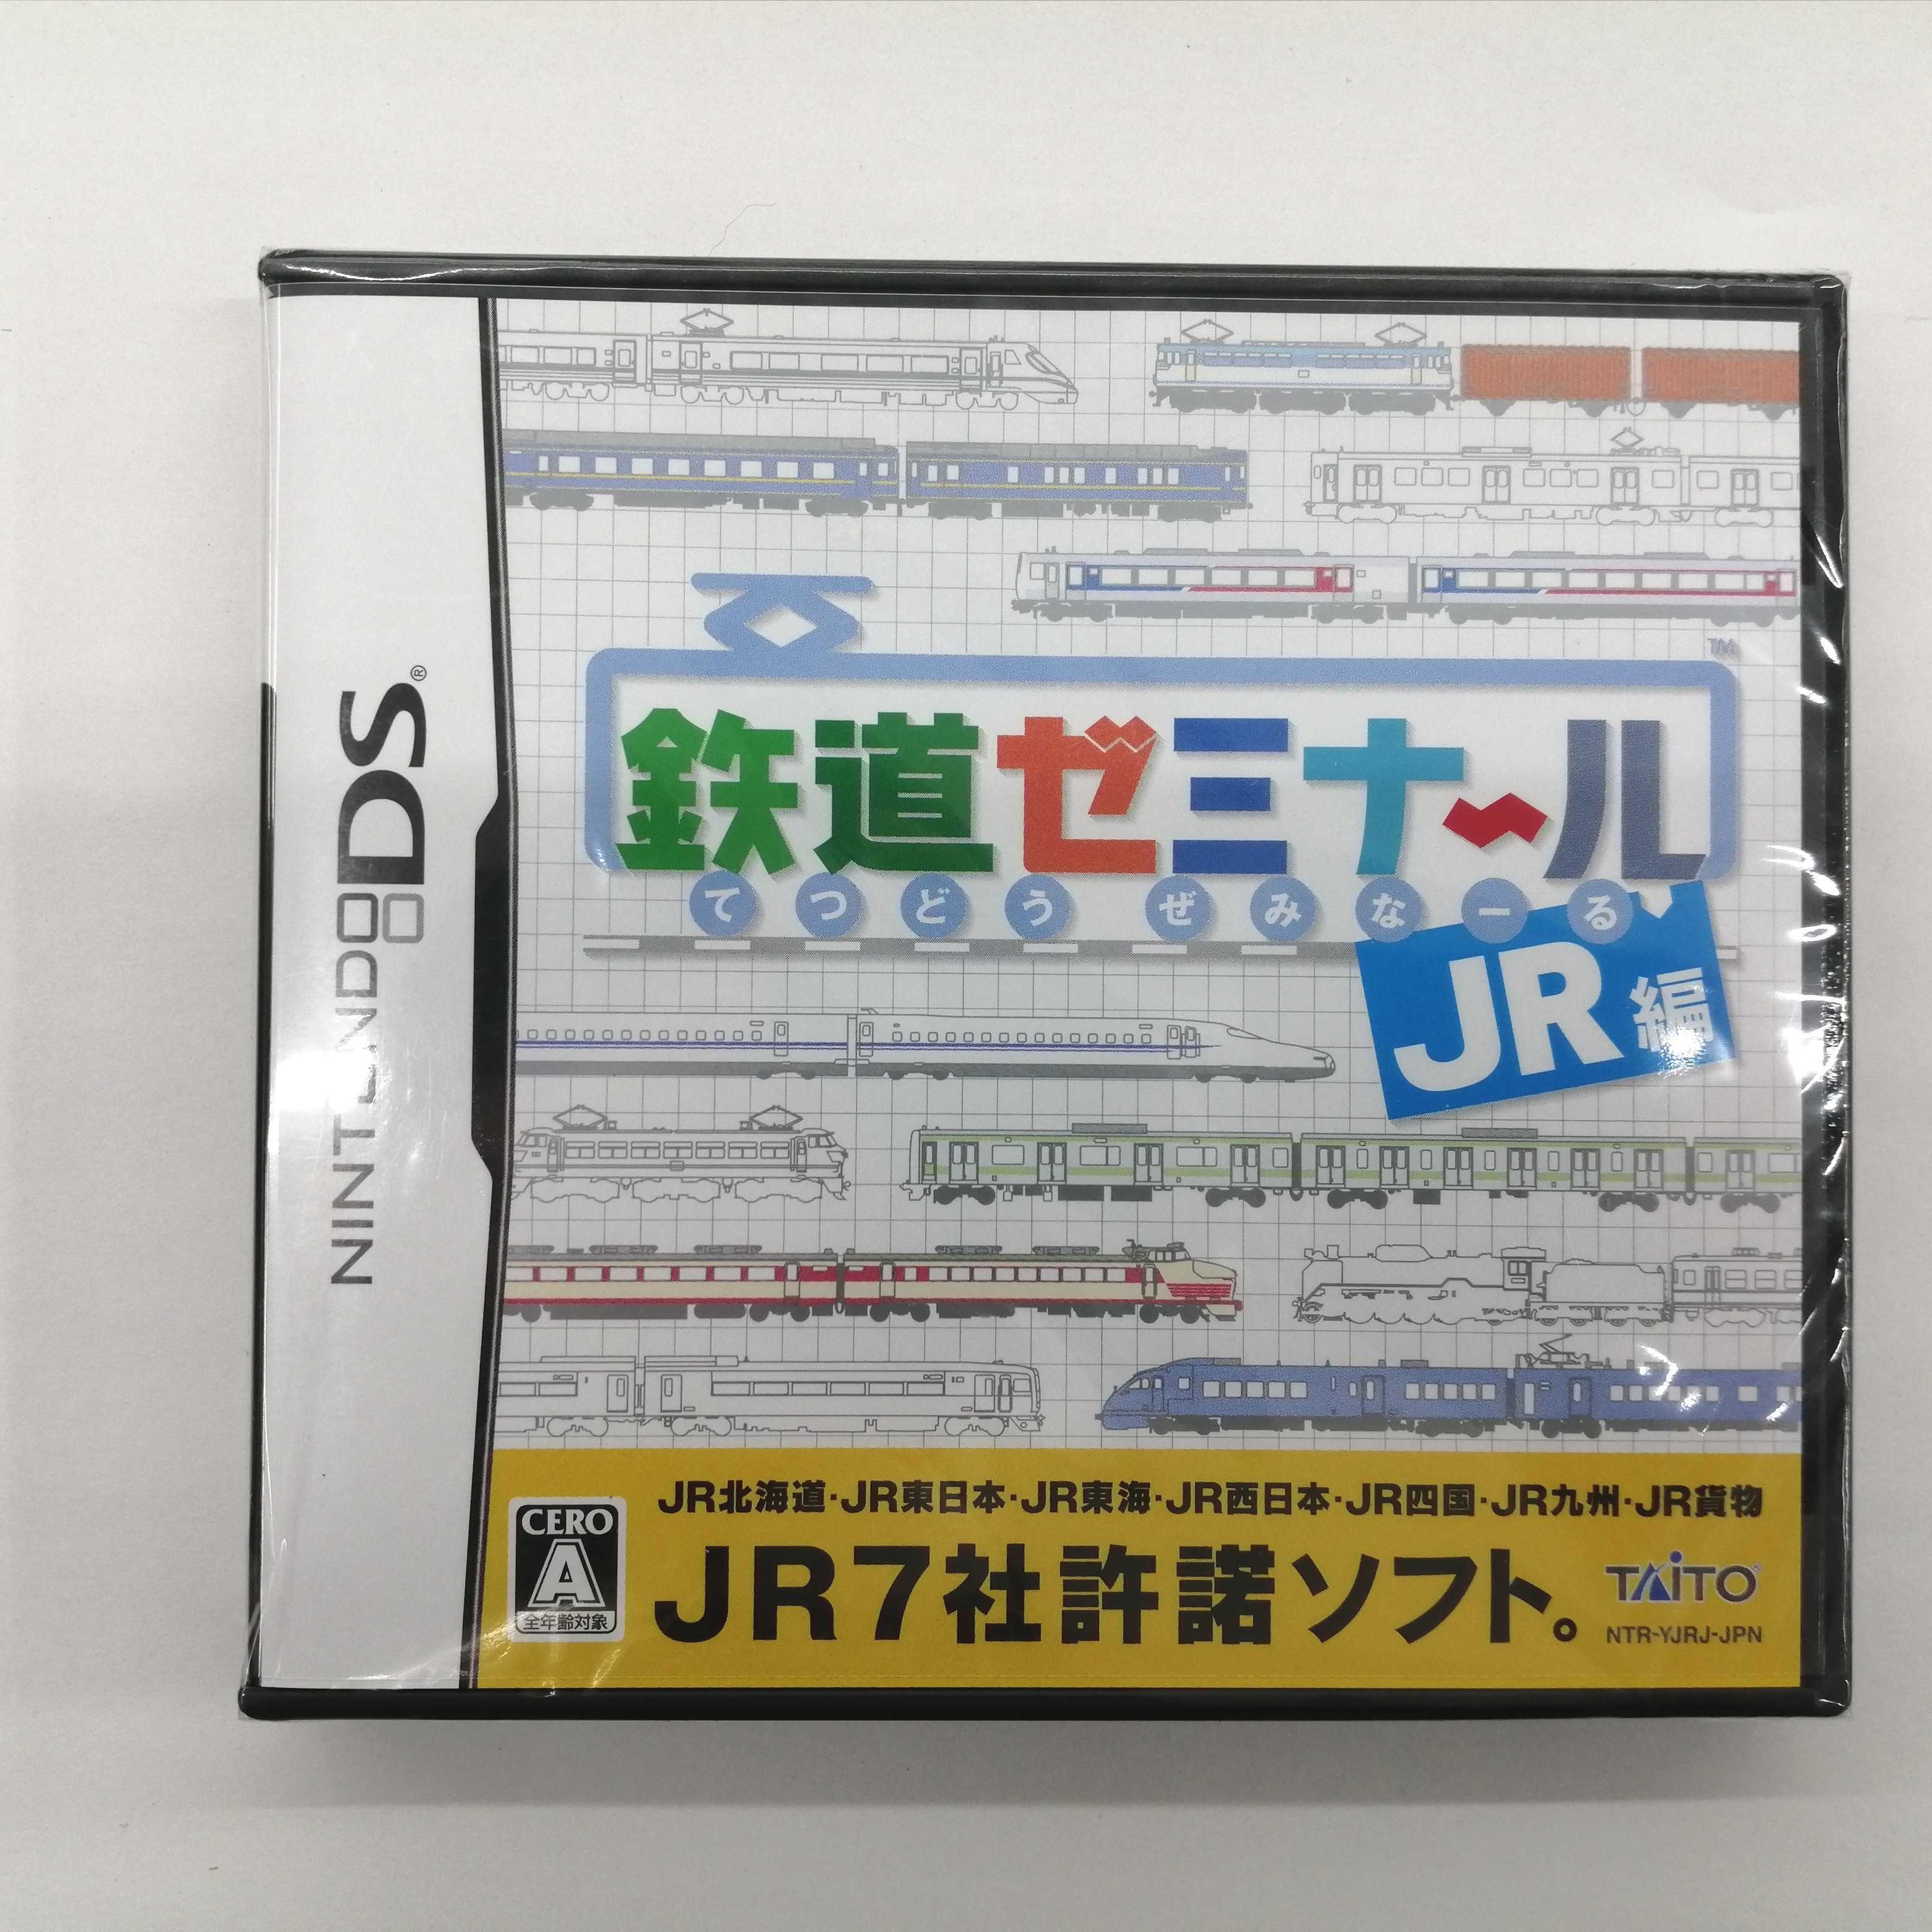 NINTENDO DS®
鉄道ゼミナール™
てつどう ぜみなーる
JR編
JR北海道・JR東日本・JR東海・JR西日本・JR四国・JR九州・JR貨物
CERO
A
全年齢対象
JR7社許諾ソフト。
TAITO®
NTR-YJRJ-JPN